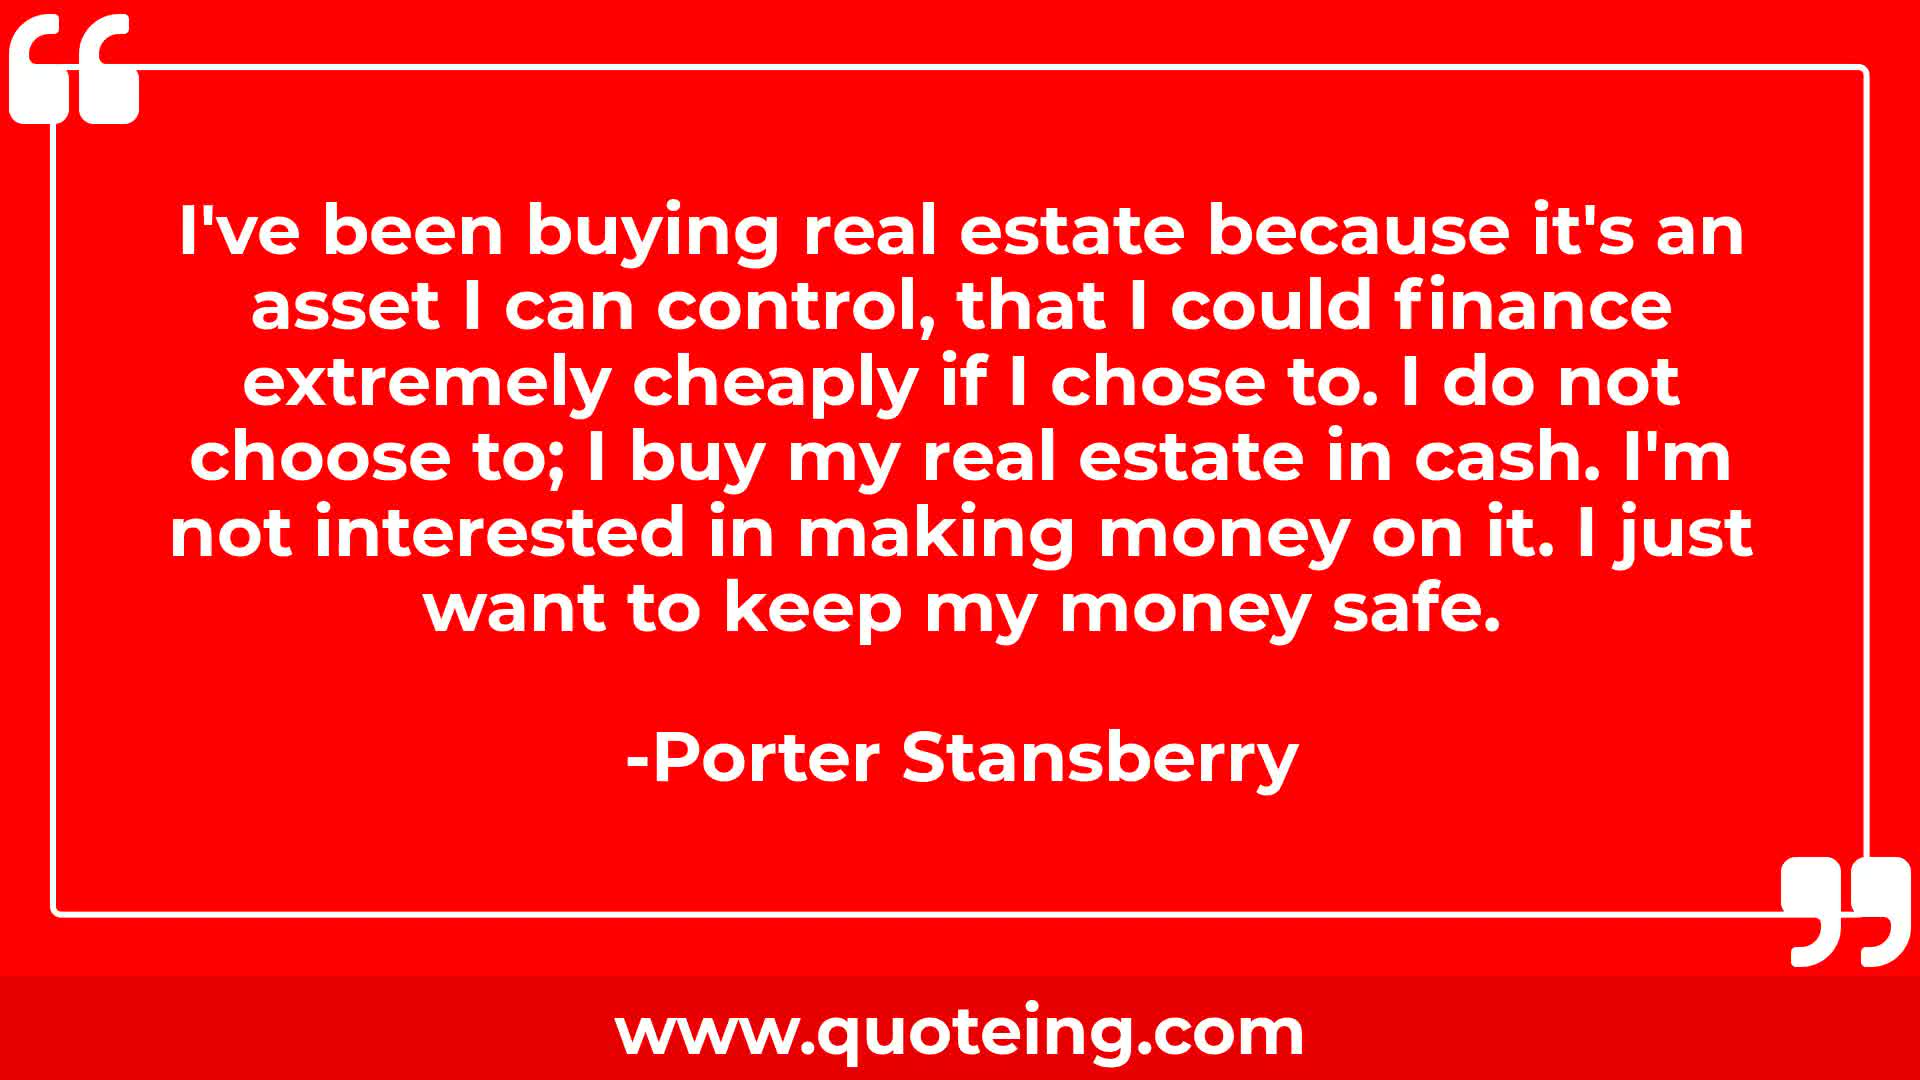 I've been buying real estate because it's an
asset I can control, that I could finance
extremely cheaply if I chose to. I do not
choose to; I buy my real estate in cash. I'm
not interested in making money on it. I just
want to keep my money safe.
-Porter Stansberry
www.quoteing.com